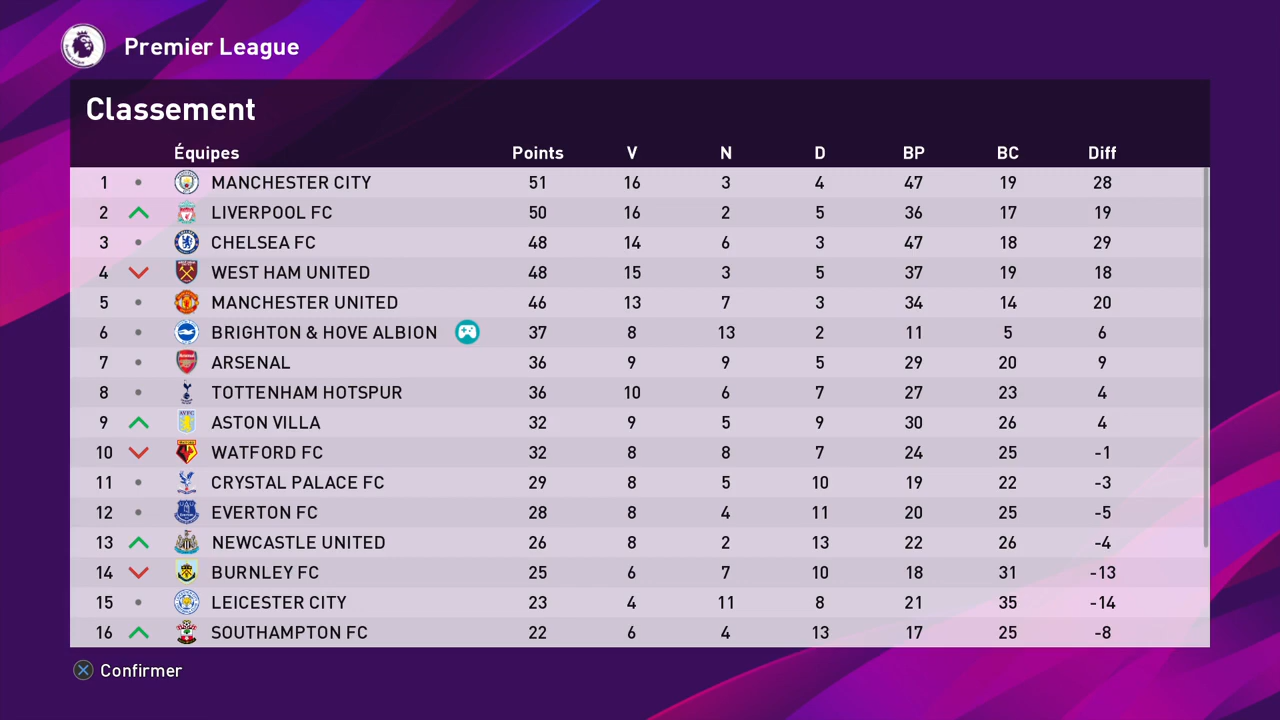 Premier League
Classement
Équipes Points V N D BP BC Diff
1 MANCHESTER CITY 51 16 3 4 47 19 28
2 LIVERPOOL FC 50 16 2 5 36 17 19
3 CHELSEA FC 48 14 6 3 47 18 29
4 WEST HAM UNITED 48 15 3 5 37 19 18
5 MANCHESTER UNITED 46 13 7 3 34 14 20
6 BRIGHTON & HOVE ALBION 37 8 13 2 11 5 6
7 ARSENAL 36 9 9 5 29 20 9
8 TOTTENHAM HOTSPUR 36 10 6 7 27 23 4
9 ASTON VILLA 32 9 5 9 30 26 4
10 WATFORD FC 32 8 8 7 24 25 -1
11 CRYSTAL PALACE FC 29 8 5 10 19 22 -3
12 EVERTON FC 28 8 4 11 20 25 -5
13 NEWCASTLE UNITED 26 8 2 13 22 26 -4
14 BURNLEY FC 25 6 7 10 18 31 -13
15 LEICESTER CITY 23 4 11 8 21 35 -14
16 SOUTHAMPTON FC 22 6 4 13 17 25 -8
Confirmer